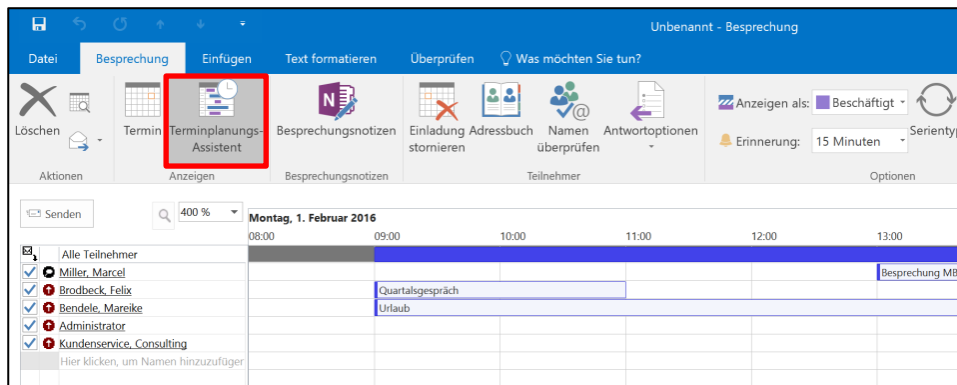 Unbenannt - Besprechung
Datei Besprechung Einfügen Text formatieren Überprüfen Was möchten Sie tun?
Löschen
Termin
Terminplanungs-
Assistent
Besprechungsnotizen
N
Einladung
stornieren
Adressbuch
Namen
überprüfen
Antwortoptionen
Anzeigen als: Beschäftigt
Erinnerung: 15 Minuten
Serientyp
Aktionen Anzeigen Besprechungsnotizen Teilnehmer Optionen
Senden 400 %
Montag, 1. Februar 2016
08:00 09:00 10:00 11:00 12:00 13:00
Alle Teilnehmer
Miller, Marcel Besprechung MB
Brodbeck, Felix Quartalsgespräch
Bendele, Mareike Urlaub
Administrator
Kundenservice, Consulting
Hier klicken, um Namen hinzuzufüger